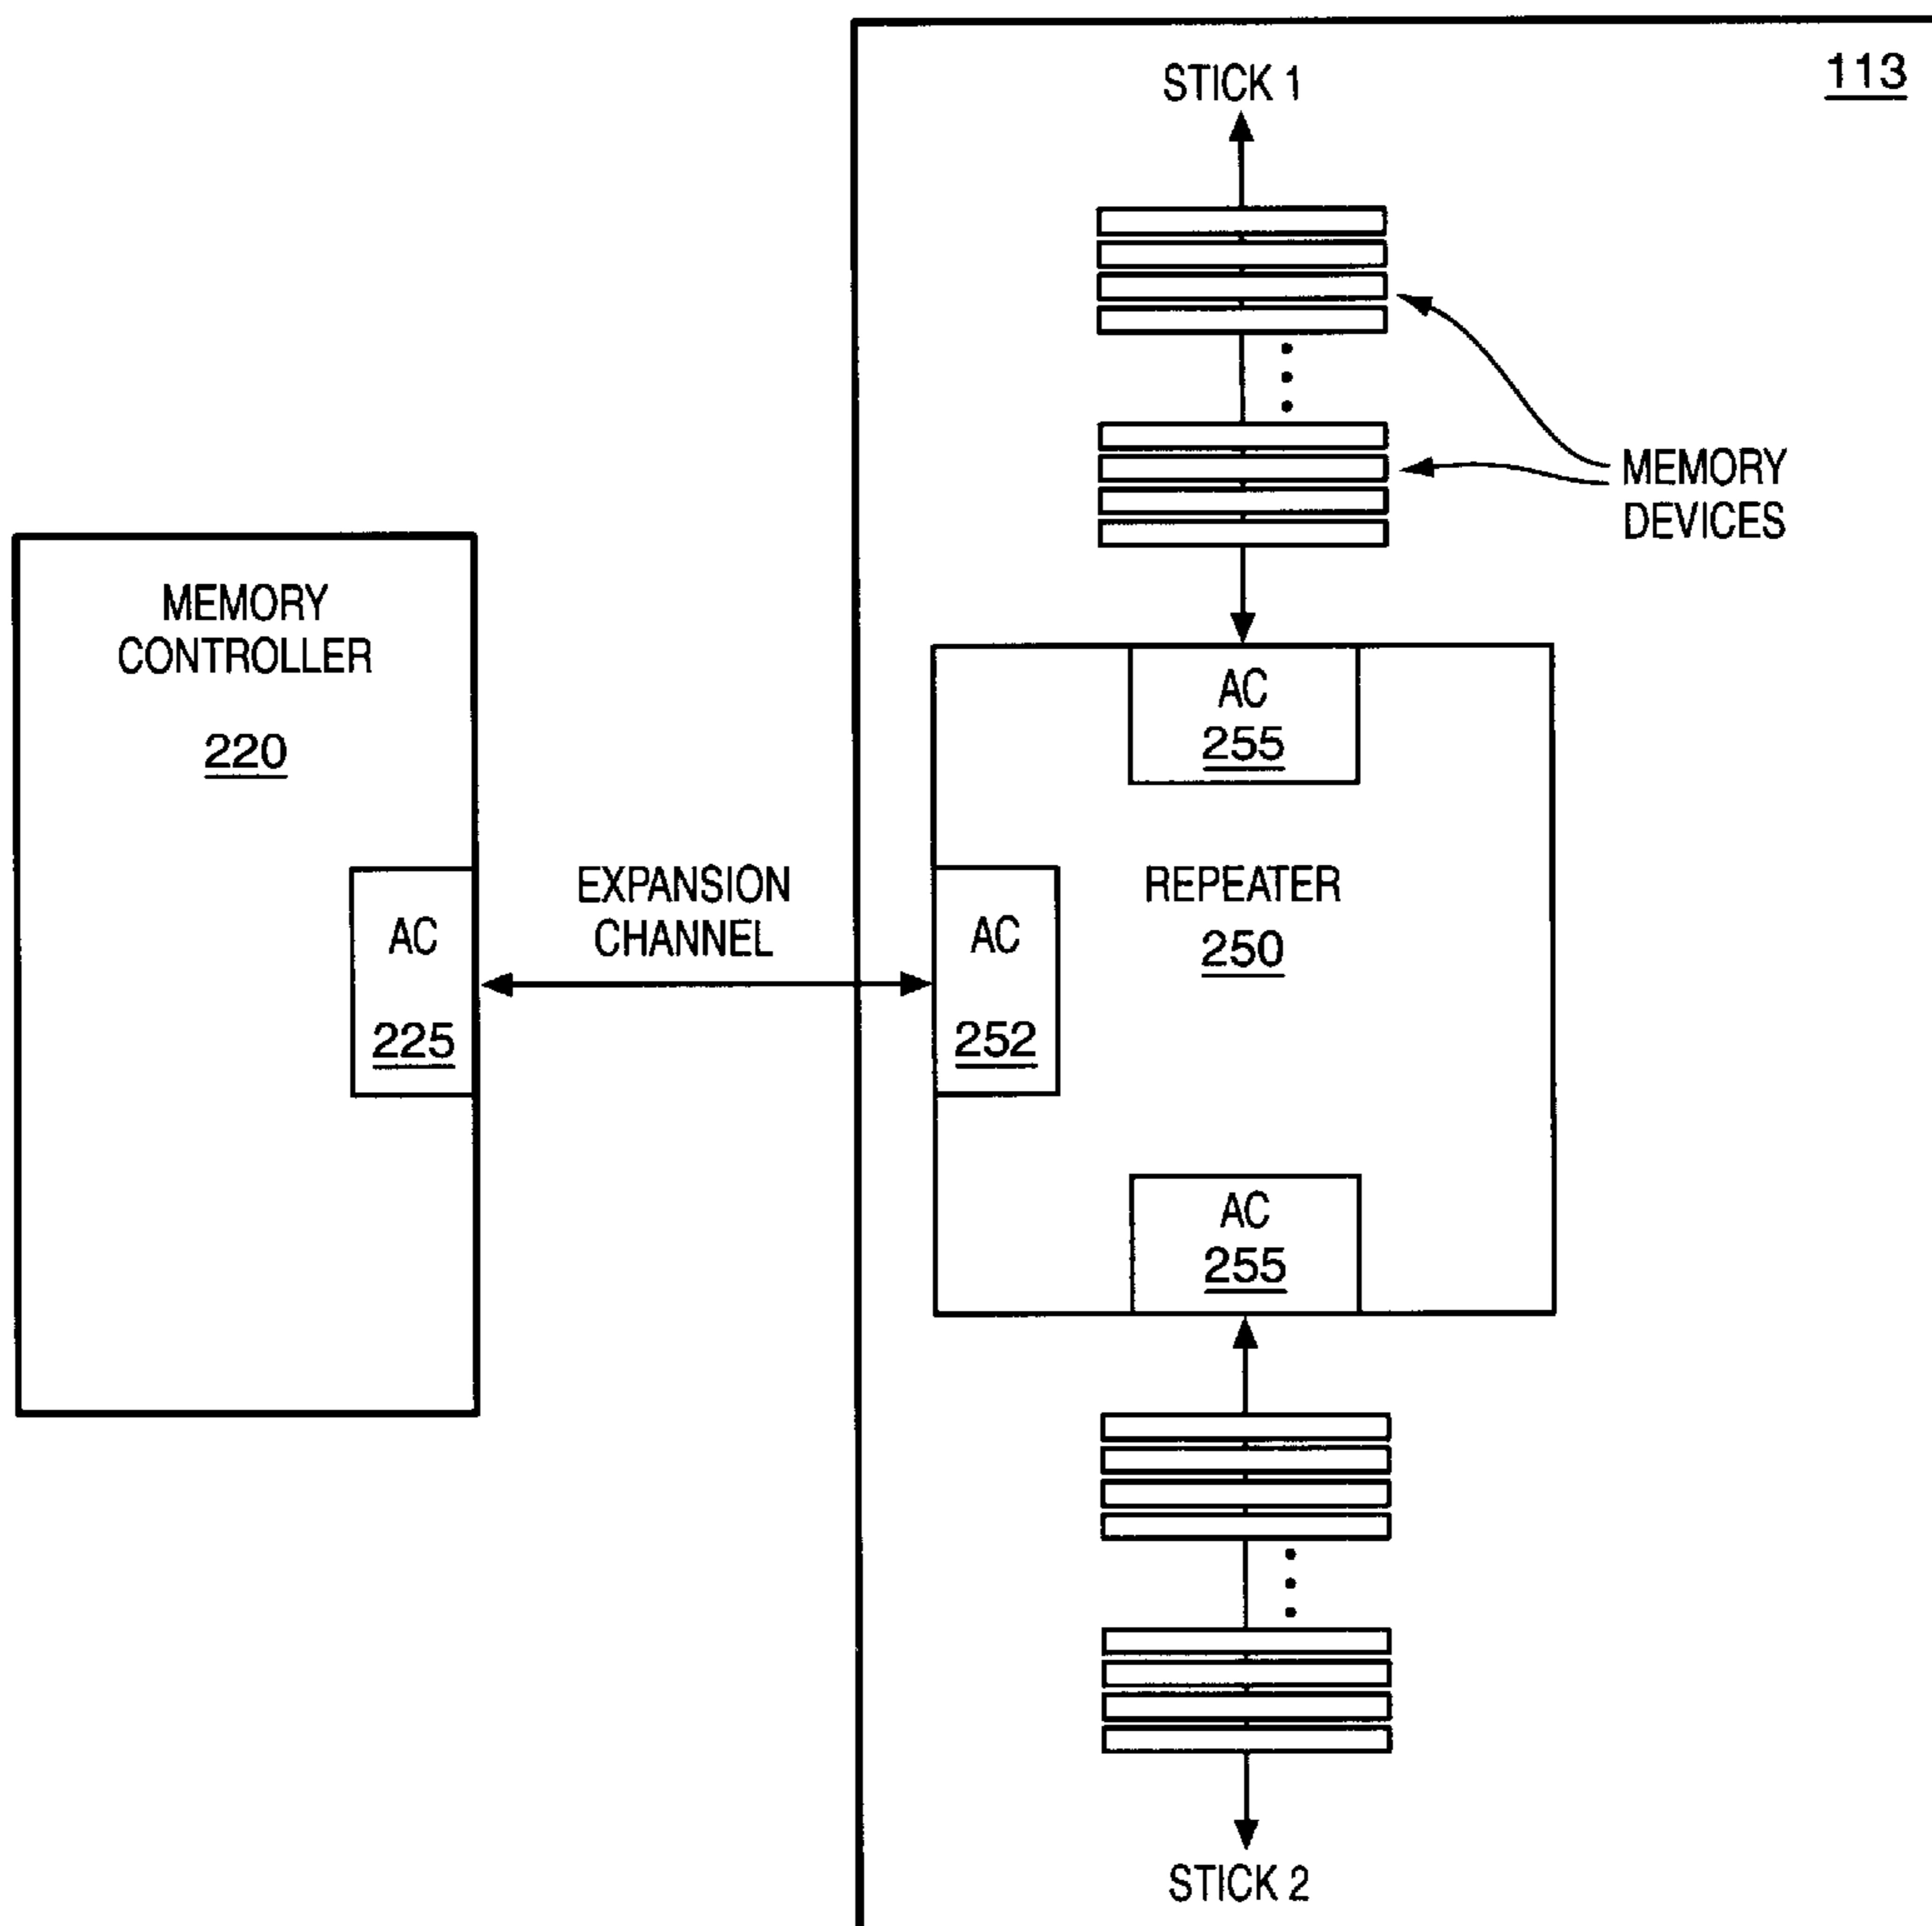 113
STICK 1
MEMORY
DEVICES
MEMORY
CONTROLLER
220
AC
225
EXPANSION
CHANNEL
AC
255
REPEATER
250
AC
252
AC
255
STICK 2